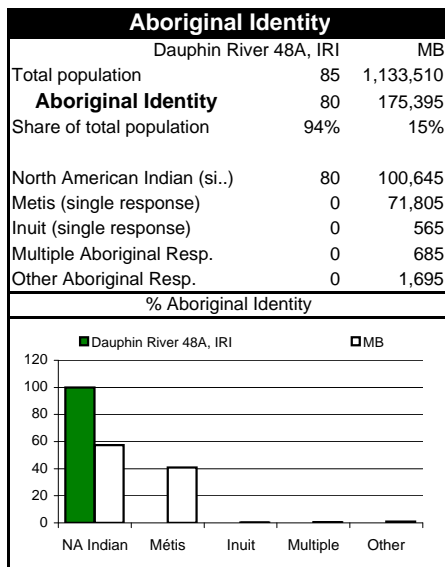 Aboriginal Identity
Dauphin River 48A, IRI MB
Total population 85 1,133,510
Aboriginal Identity 80 175,395
Share of total population 94% 15%
North American Indian (si..) 80 100,645
Metis (single response) 0 71,805
Inuit (single response) 0 565
Multiple Aboriginal Resp. 0 685
Other Aboriginal Resp. 0 1,695
% Aboriginal Identity
Dauphin River 48A, IRI MB
120
100
80
60
40
20
0
NA Indian Métis Inuit Multiple Other